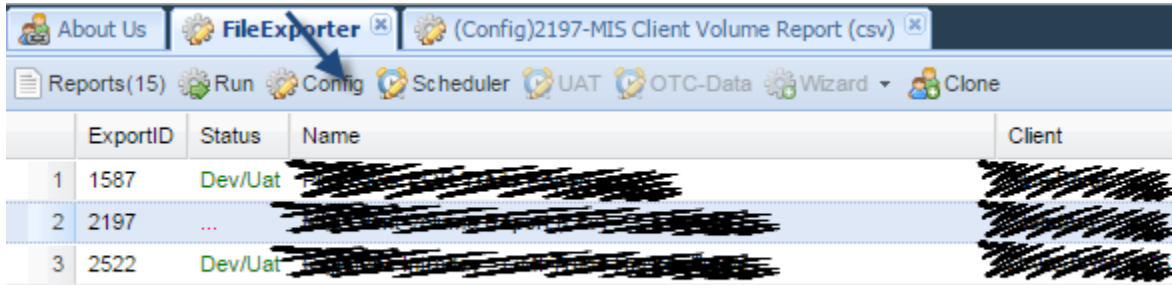 About Us FileExporter (Config)2197-MIS Client Volume Report (csv)
Reports(15) Run Config Scheduler UAT OTC-Data Wizard Clone
ExportID Status Name Client
1 1587 Dev/Uat
2 2197 ...
3 2522 Dev/Uat